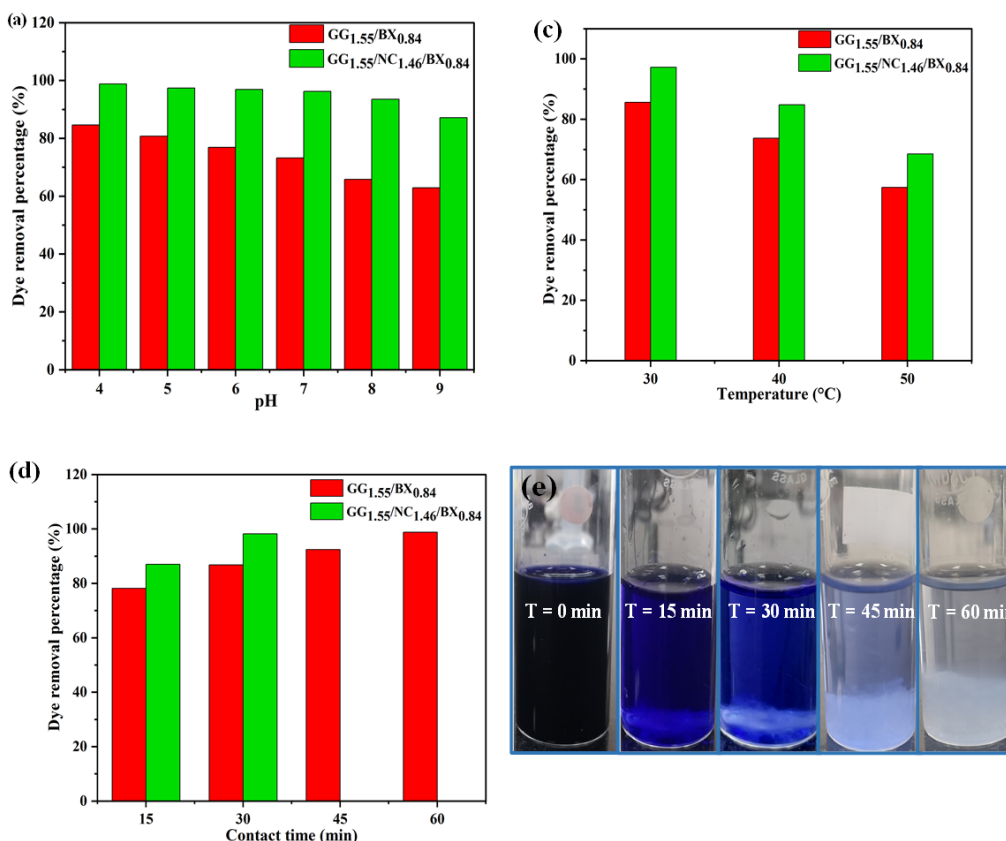 (a)
120
100
80
60
40
20
0
Dye removal percentage (%)
GG1.55/BX0.84
GG1.55/NC1.46/BX0.84
4 5 6 7 8 9
pH
(c)
100
80
60
40
20
0
Dye removal percentage (%)
GG1.55/BX0.84
GG1.55/NC1.46/BX0.84
30 40 50
Temperature (°C)
(d)
120
100
80
60
40
20
0
Dye removal percentage (%)
GG1.55/BX0.84
GG1.55/NC1.46/BX0.84
15 30 45 60
Contact time (min)
(e)
T = 0 min T = 15 min T = 30 min T = 45 min T = 60 min